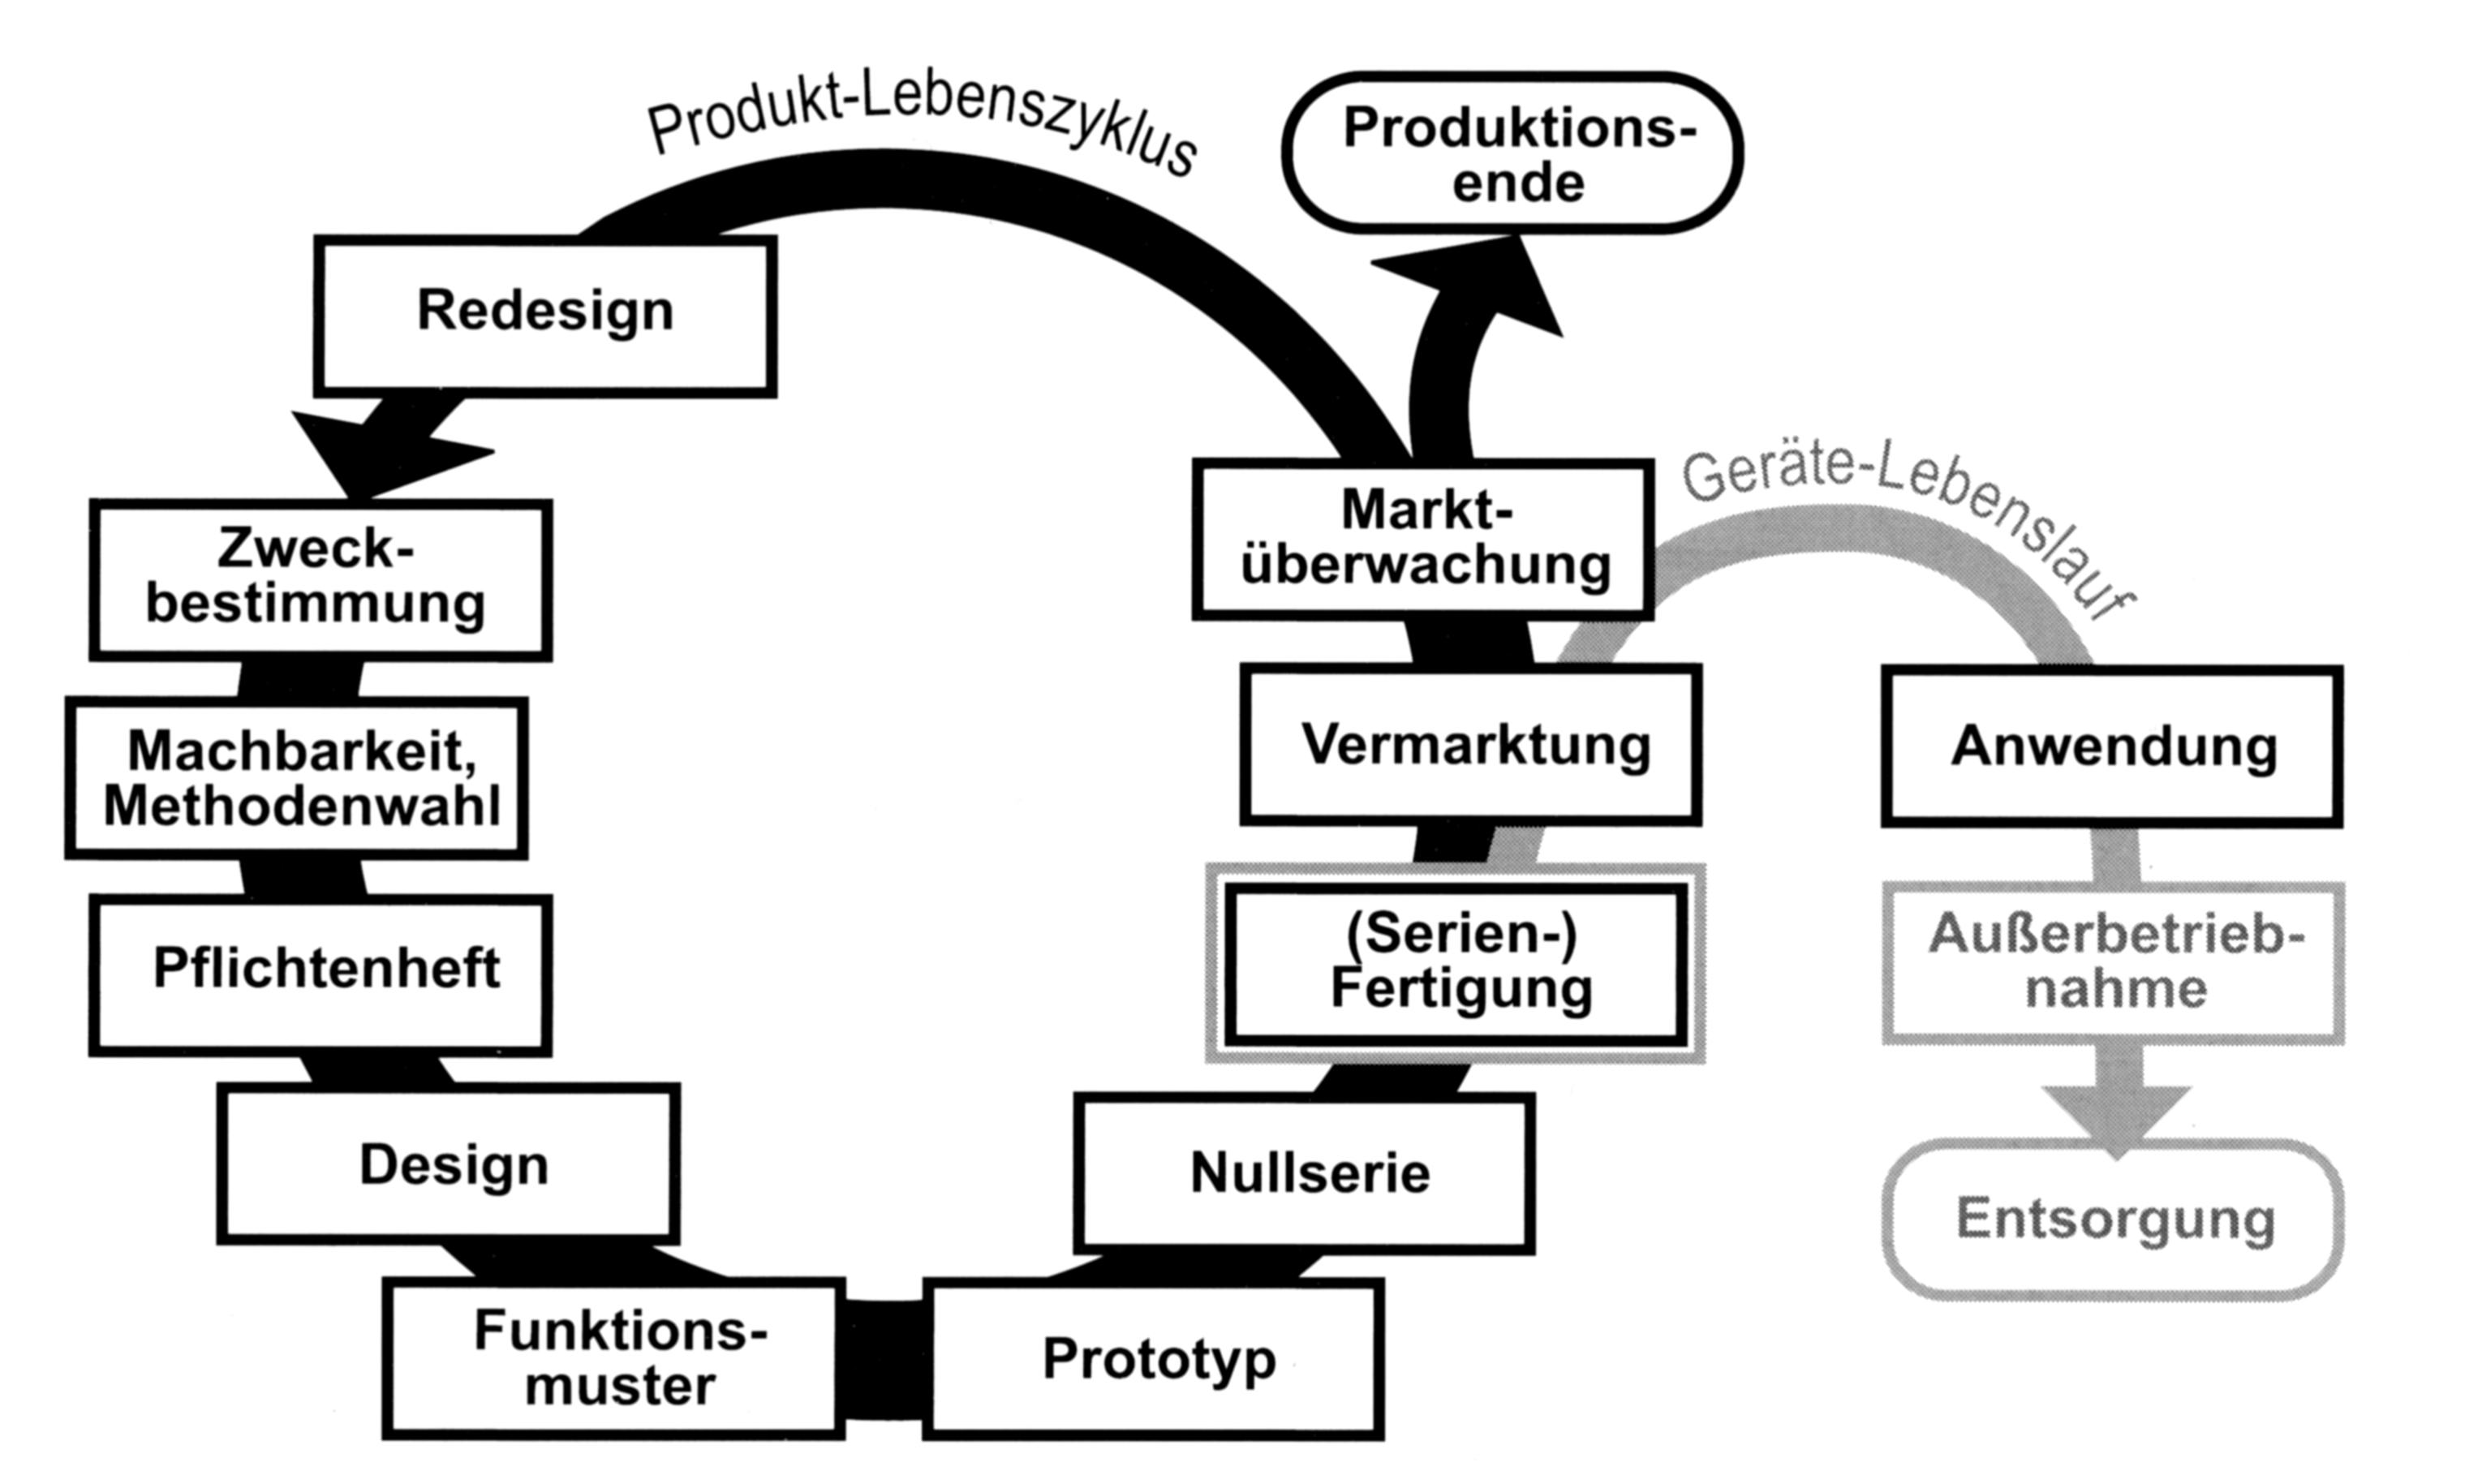 Produkt-Lebenszyklus
Produktions-
ende
Redesign
Geräte-Lebenslauf
Markt-
überwachung
Zweck-
bestimmung
Machbarkeit,
Methodenwahl
Vermarktung
Anwendung
Pflichtenheft
(Serien-)
Fertigung
Außerbetrieb-
nahme
Design
Nullserie
Entsorgung
Funktions-
muster
Prototyp